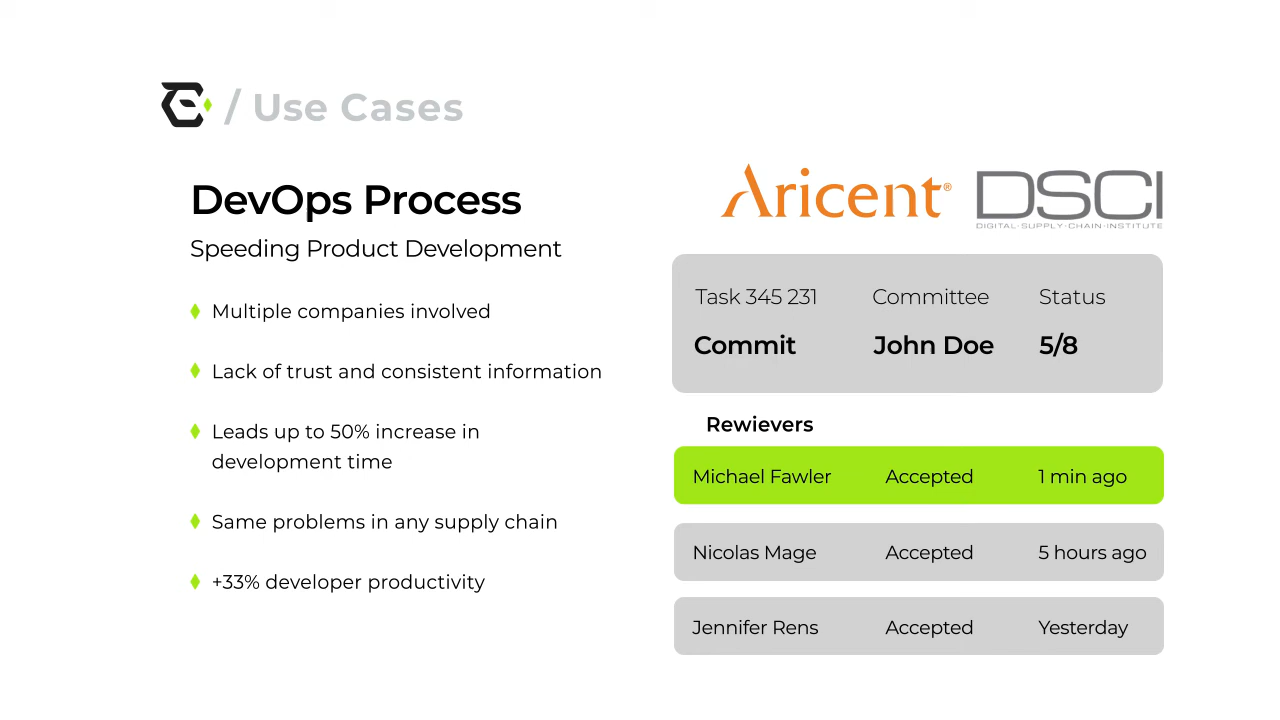 / Use Cases
DevOps Process
Speeding Product Development
Multiple companies involved
Lack of trust and consistent information
Leads up to 50% increase in
development time
Same problems in any supply chain
+33% developer productivity
Aricent®
DSCI
DIGITAL·SUPPLY·CHAIN·INSTITUTE
Task 345 231 Committee Status
Commit John Doe 5/8
Rewievers
Michael Fawler Accepted 1 min ago
Nicolas Mage Accepted 5 hours ago
Jennifer Rens Accepted Yesterday